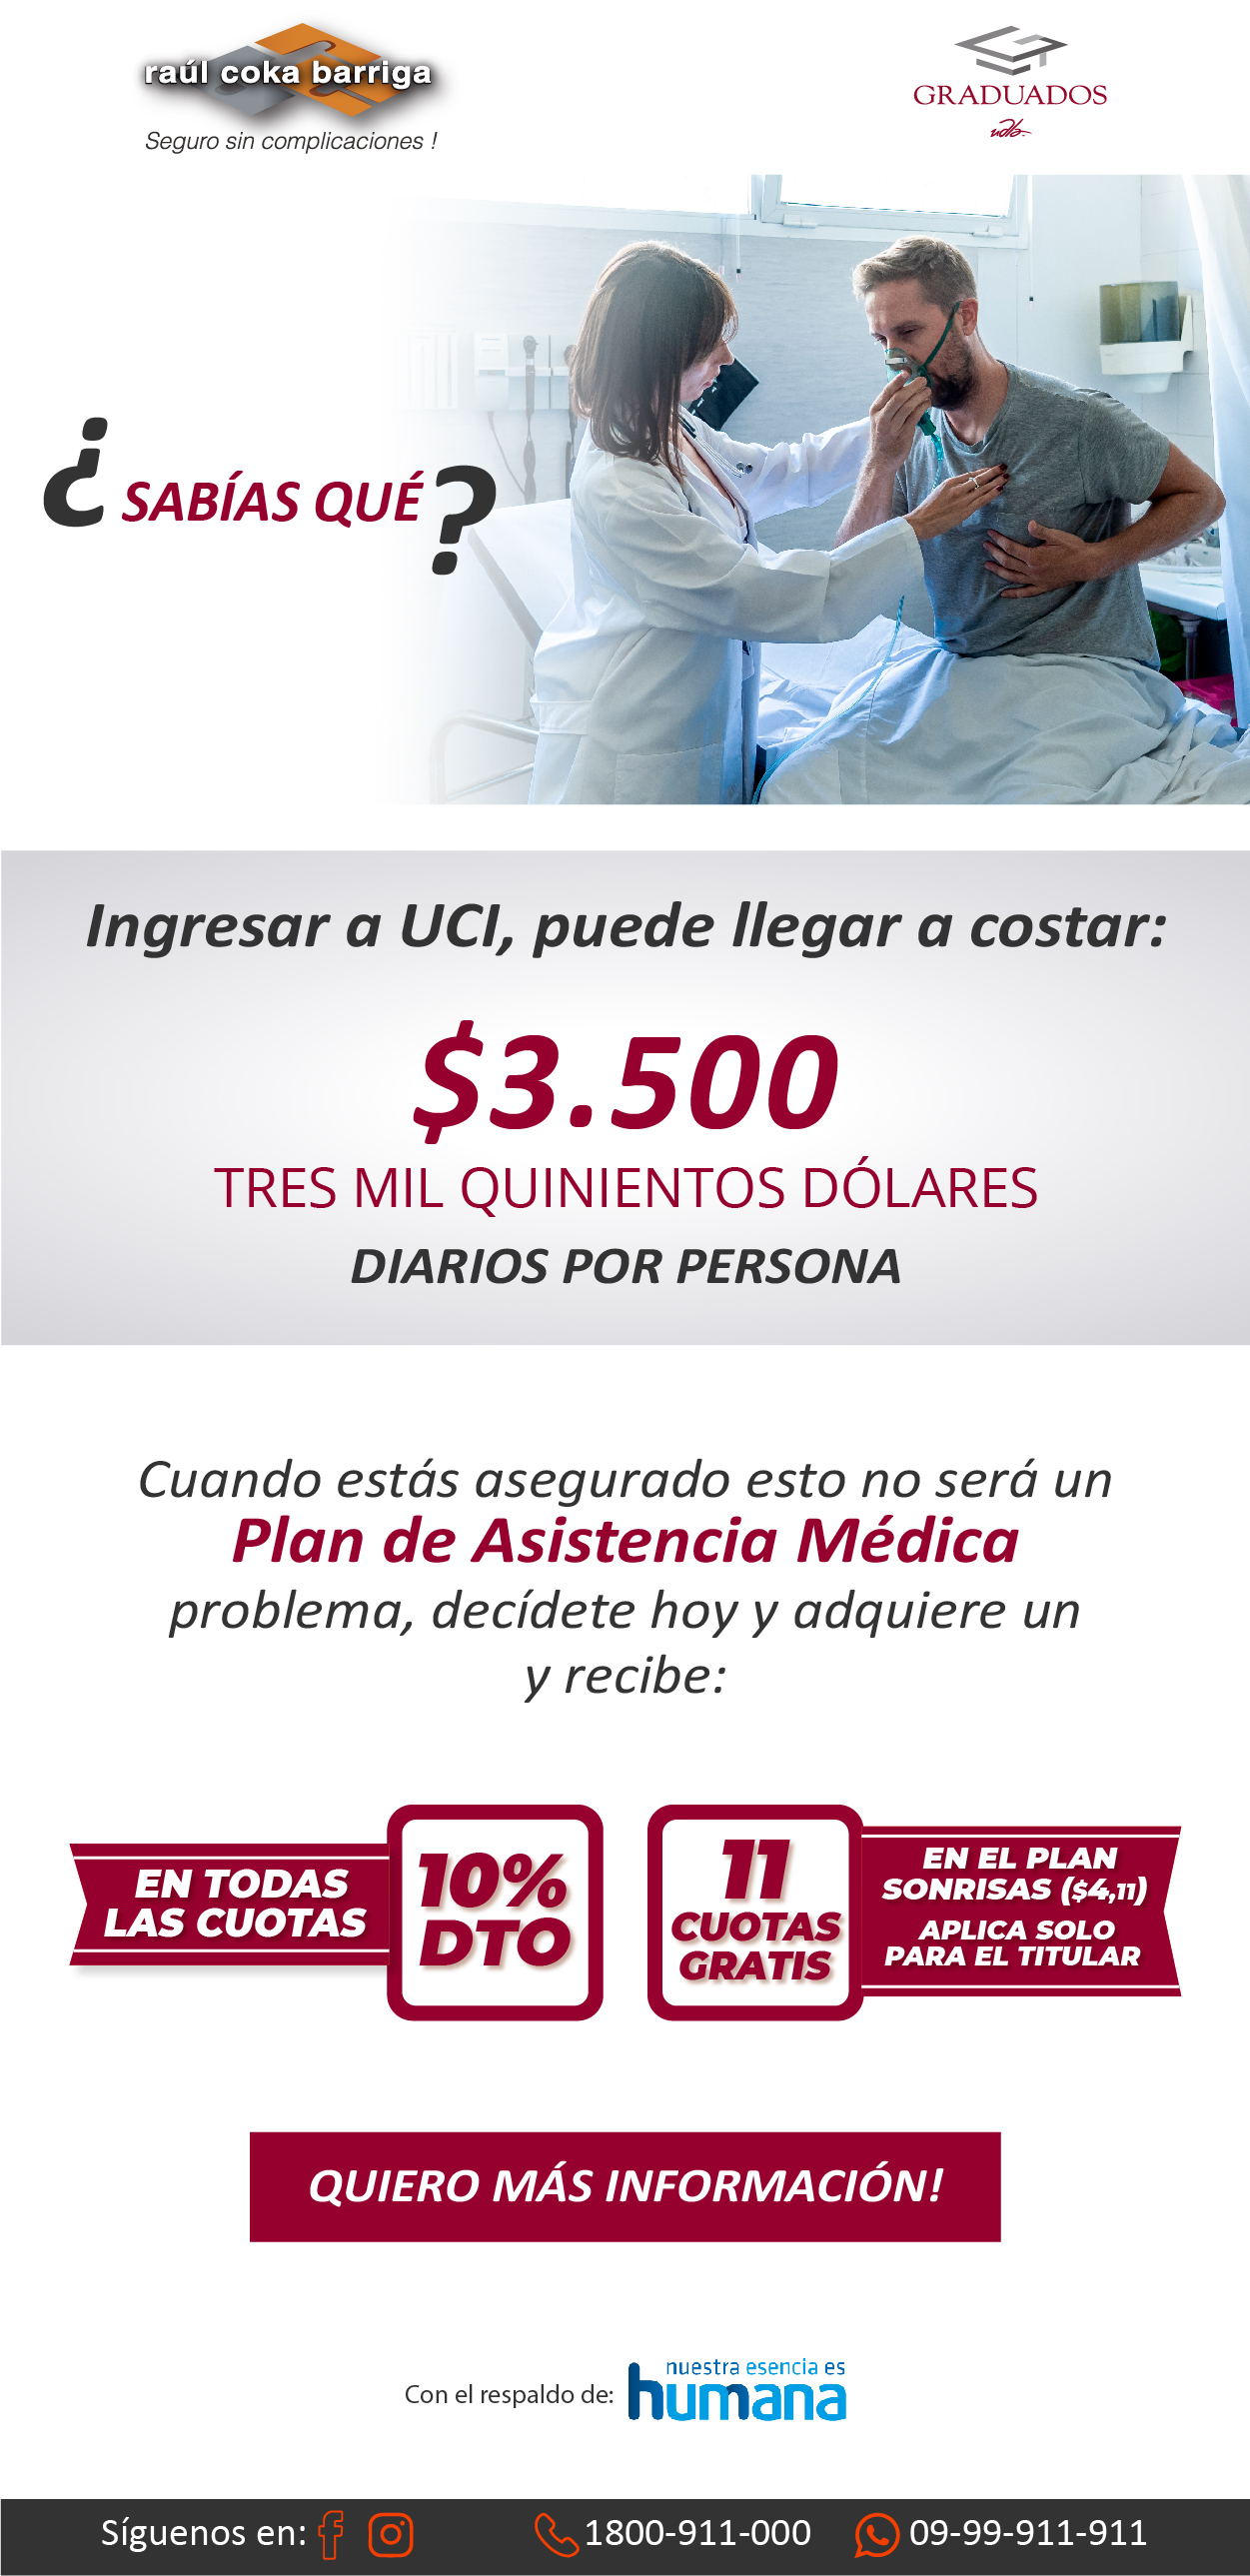 raúl coka barriga
Seguro sin complicaciones !
GRADUADOS
udla-
¿SABÍAS QUÉ?
Ingresar a UCI, puede llegar a costar:
$3.500
TRES MIL QUINIENTOS DÓLARES
DIARIOS POR PERSONA
Cuando estás asegurado esto no será un
Plan de Asistencia Médica
problema, decídete hoy y adquiere un
y recibe:
EN TODAS
LAS CUOTAS
10%
DTO
11
CUOTAS
GRATIS
EN EL PLAN
SONRISAS ($4,11)
APLICA SOLO
PARA EL TITULAR
QUIERO MÁS INFORMACIÓN!
Con el respaldo de:
nuestra esencia es
humana
Síguenos en:
1800-911-000
09-99-911-911